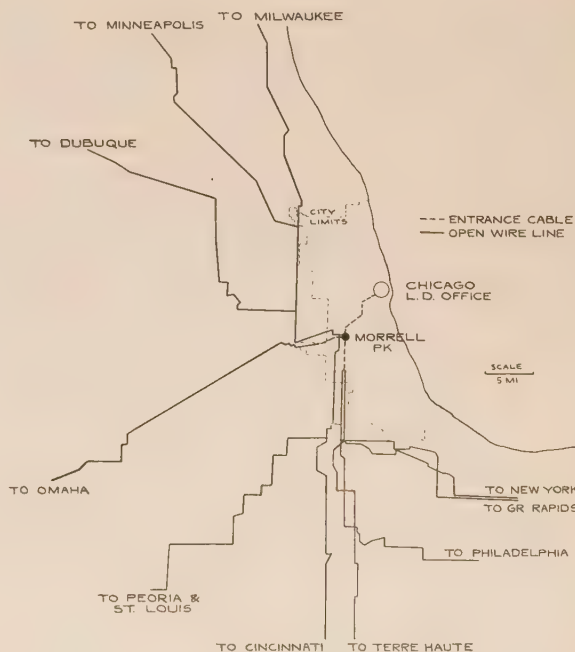 TO MINNEAPOLIS
TO MILWAUKEE
TO DUBUQUE
CITY
LIMITS
ENTRANCE CABLE
OPEN WIRE LINE
CHICAGO
L.D. OFFICE
MORRELL
PK
SCALE
5 MI
TO OMAHA
TO NEW YORK
TO GR RAPIDS
TO PHILADELPHIA
TO PEORIA &
ST. LOUIS
TO CINCINNATI
TO TERRE HAUTE